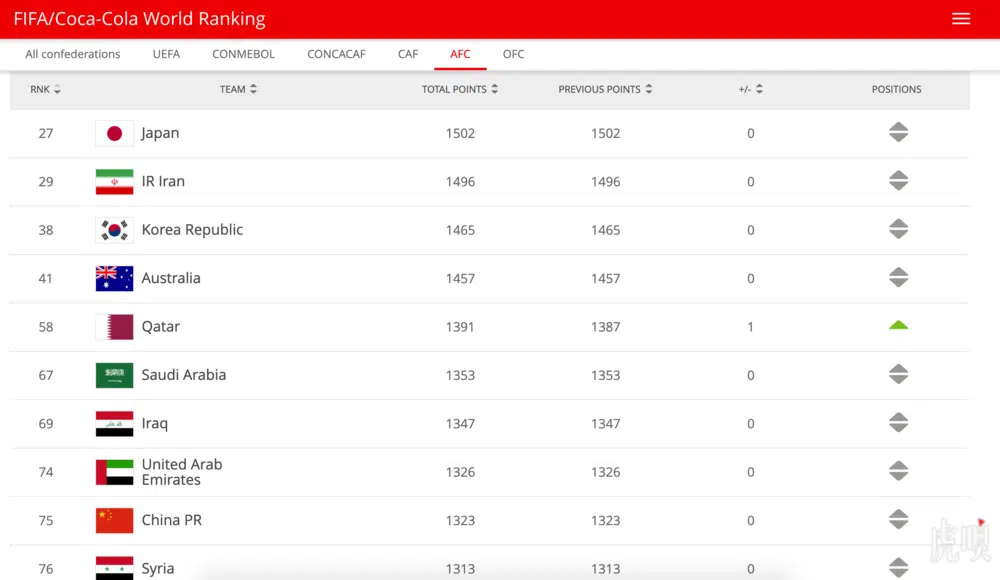 FIFA/Coca-Cola World Ranking
All confederations UEFA CONMEBOL CONCACAF CAF AFC OFC
RNK TEAM TOTAL POINTS PREVIOUS POINTS +/- POSITIONS
27 Japan 1502 1502 0
29 IR Iran 1496 1496 0
38 Korea Republic 1465 1465 0
41 Australia 1457 1457 0
58 Qatar 1391 1387 1
67 Saudi Arabia 1353 1353 0
69 Iraq 1347 1347 0
74 United Arab Emirates 1326 1326 0
75 China PR 1323 1323 0
76 Syria 1313 1313 0
虎嗅